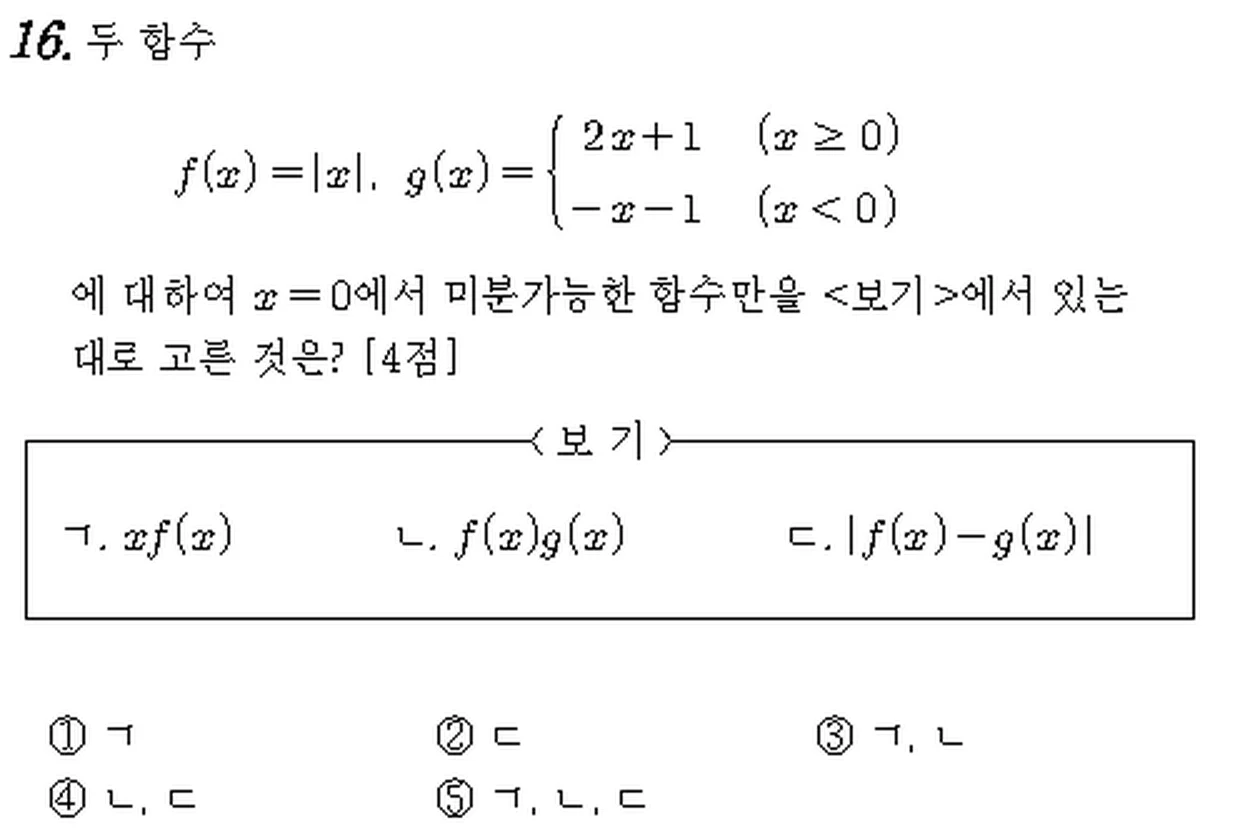 16. 두 함수
f(x)=|x|, g(x)={ 2x+1 (x ≥ 0)
-x-1 (x < 0)
에 대하여 x=0에서 미분가능한 함수만을 <보기>에서 있는
대로 고른 것은? [4점]
<보 기>
ㄱ. xf(x) ㄴ. f(x)g(x) ㄷ. |f(x)-g(x)|
① ㄱ ② ㄷ ③ ㄱ, ㄴ
④ ㄴ, ㄷ ⑤ ㄱ, ㄴ, ㄷ